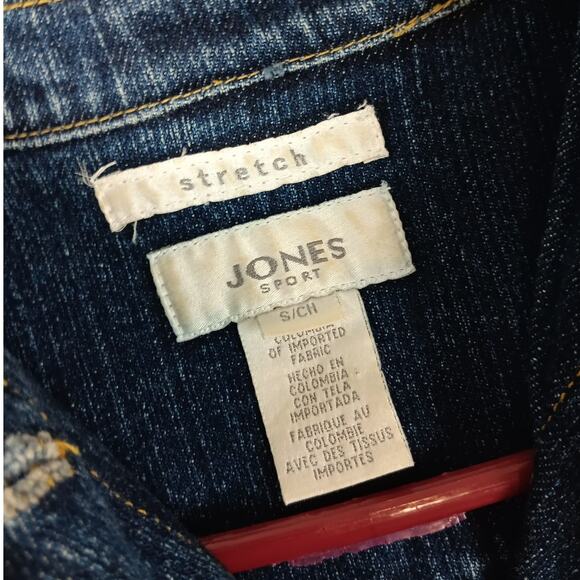 stretch
JONES
SPORT
S/CH
COLOMBIA
OF IMPORTED
FABRIC
HECHO EN
COLOMBIA
CON TELA
IMPORTADA
FABRIQUE AU
COLOMBIE
AVEC DES TISSUS
IMPORTES